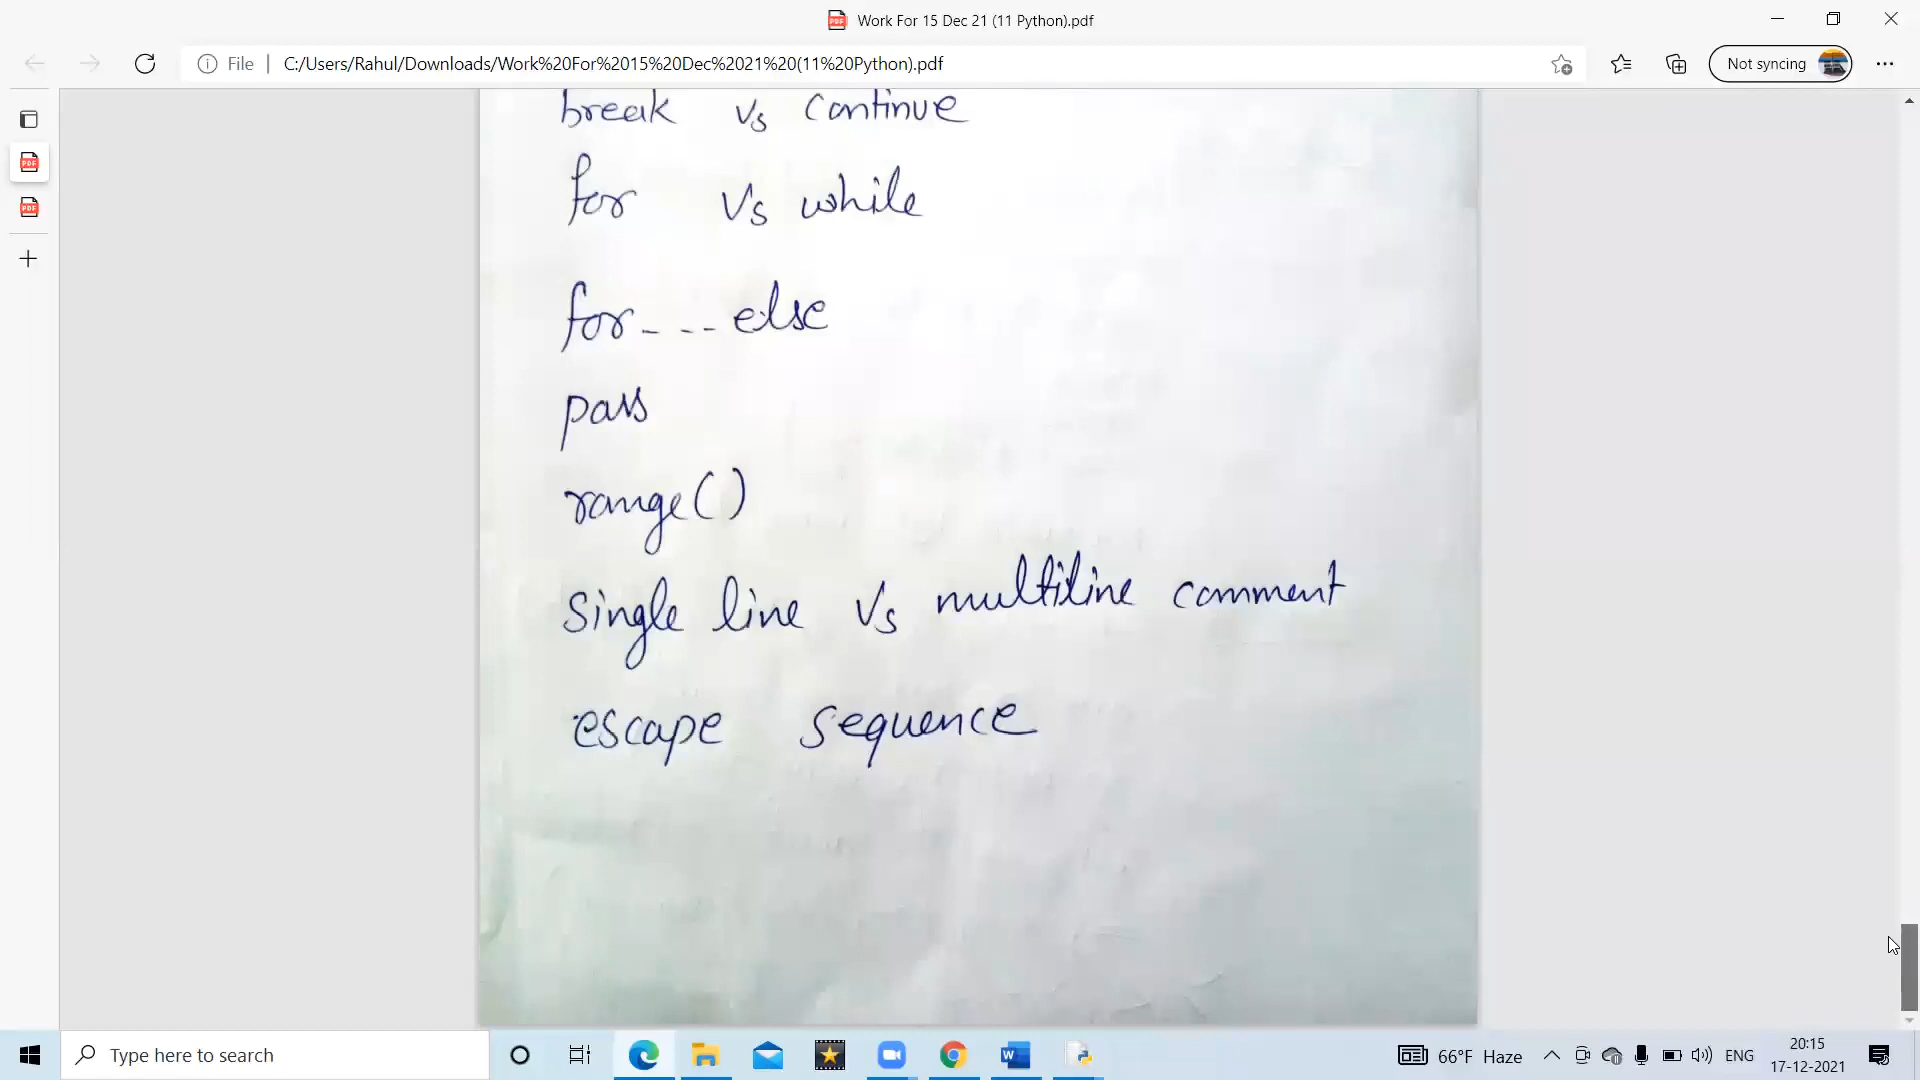 Work For 15 Dec 21 (11 Python).pdf
File | C:/Users/Rahul/Downloads/Work%20For%2015%20Dec%2021%20(11%20Python).pdf
Not syncing
break Vs Continue
for Vs while
for---else
pass
range()
Single line Vs multiline comment
escape sequence
Type here to search
66°F Haze
ENG
20:15
17-12-2021